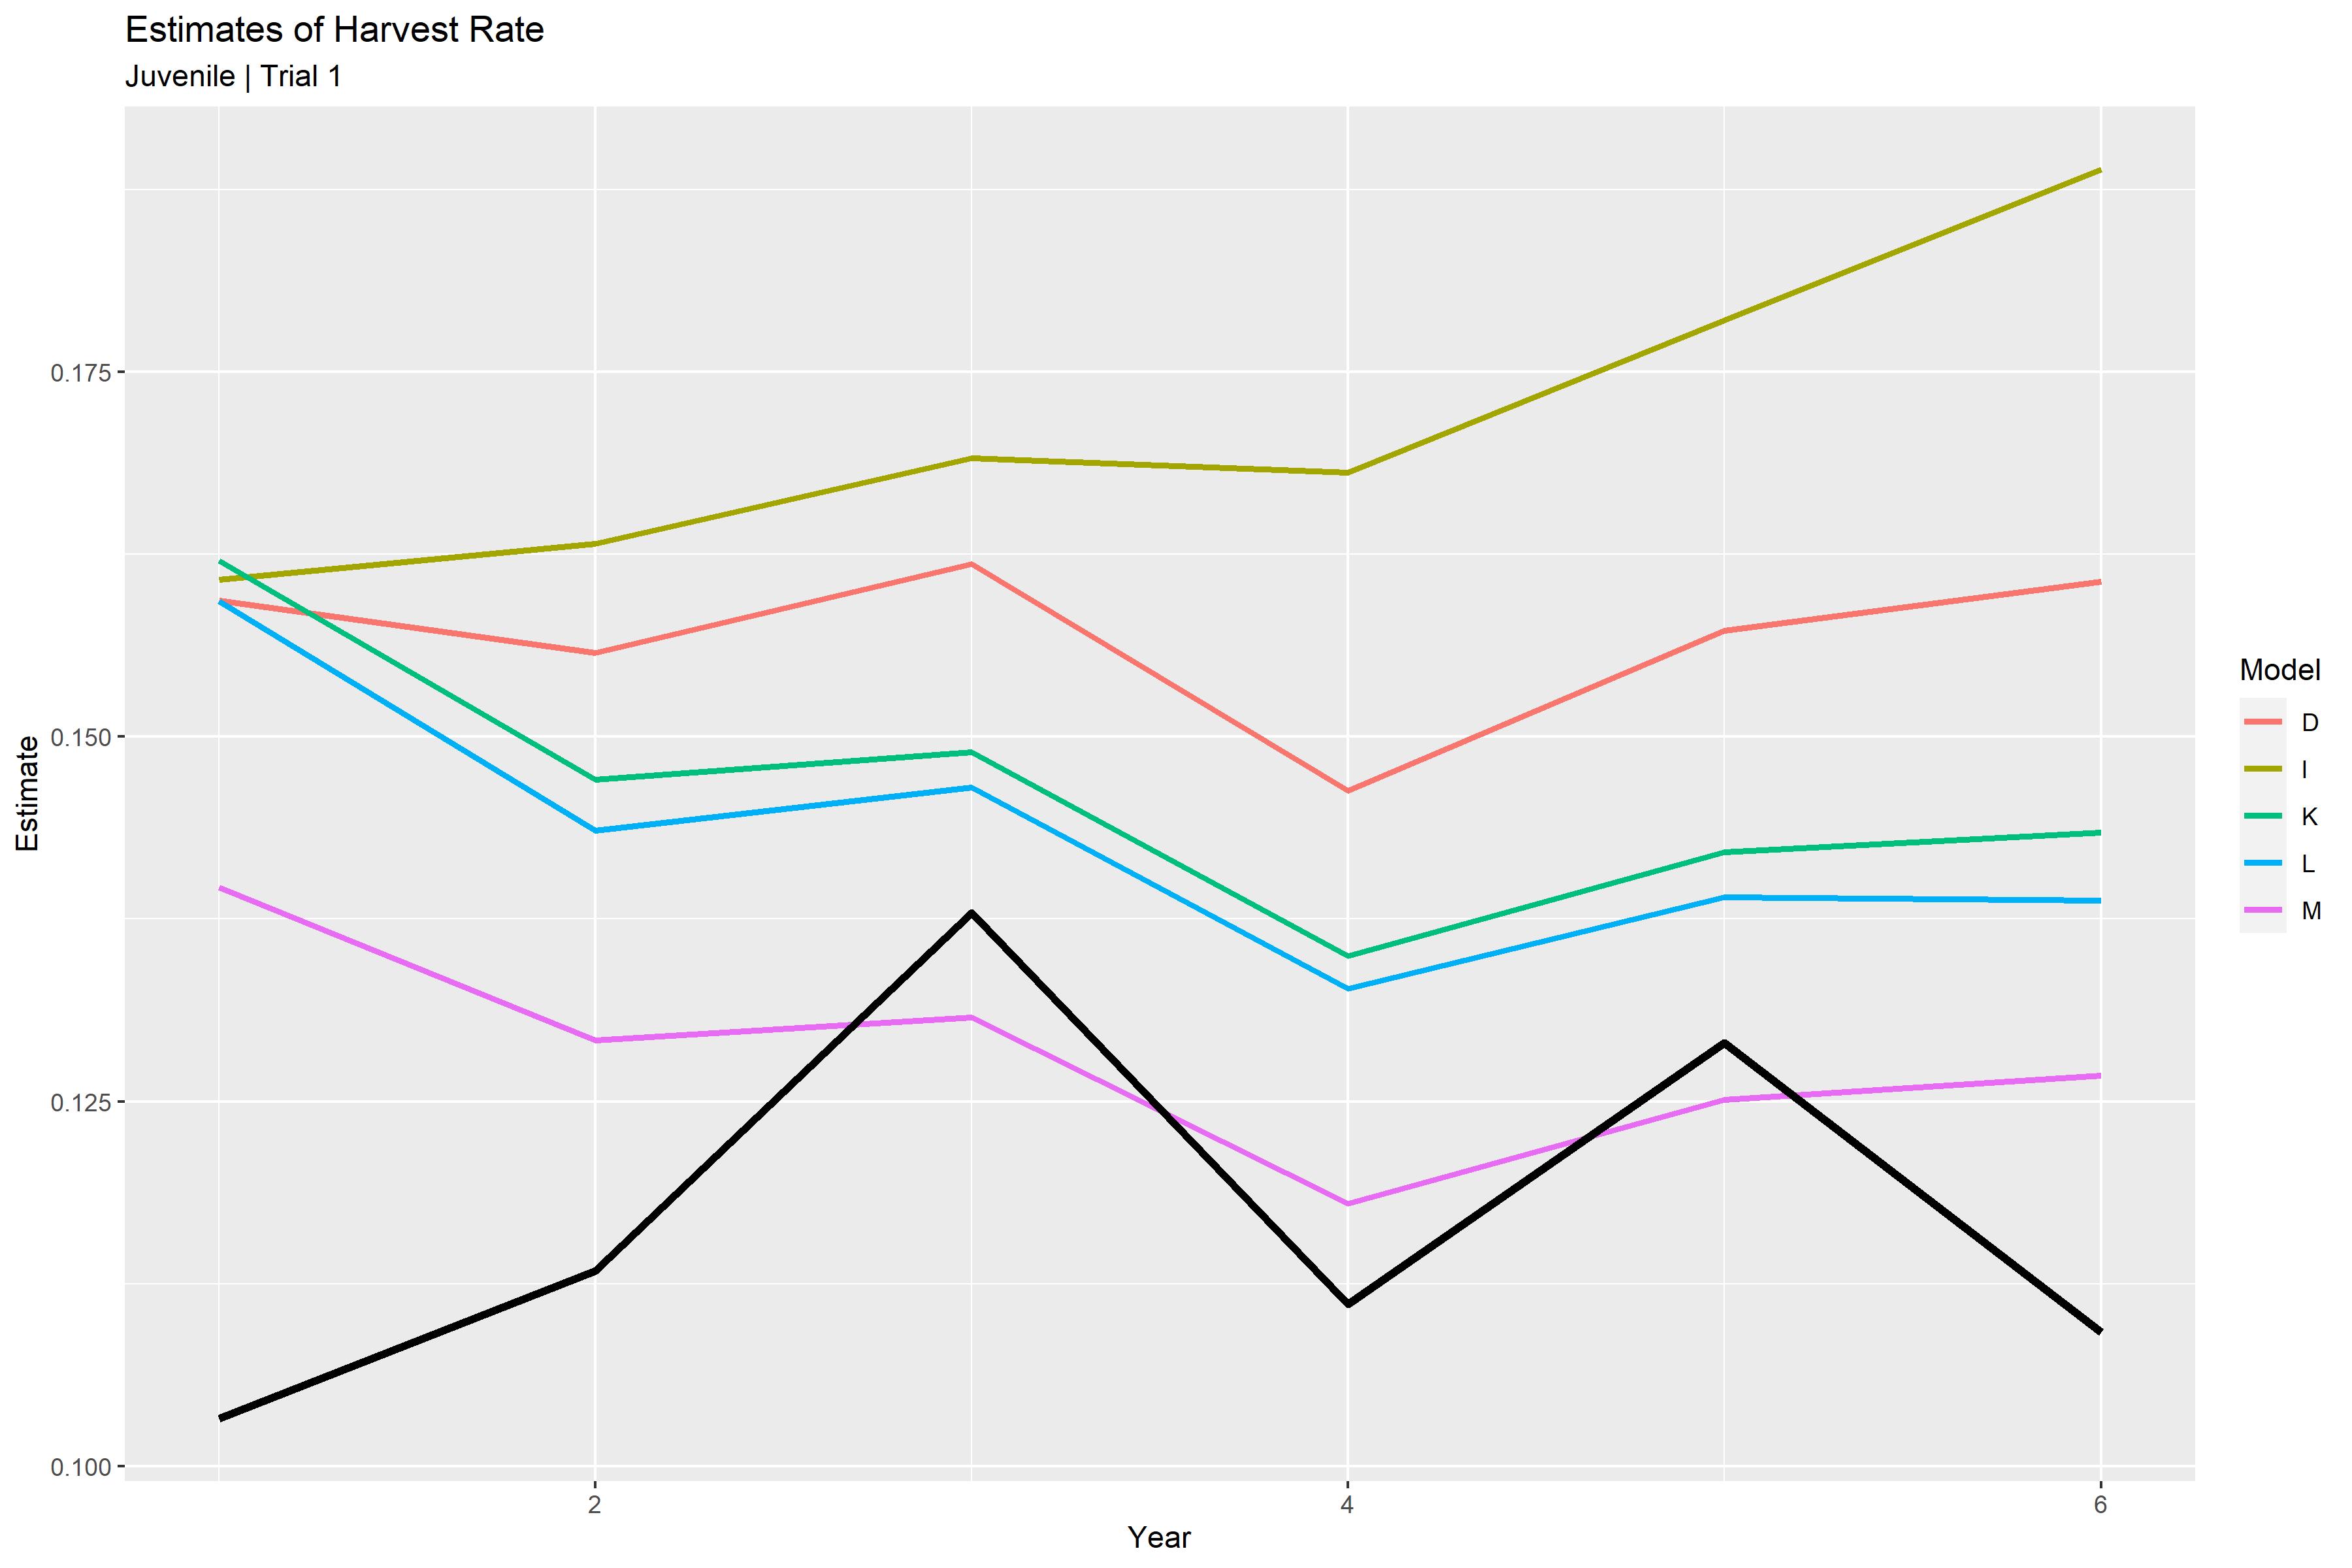 Estimates of Harvest Rate
Juvenile | Trial 1
Estimate
0.175
0.150
0.125
0.100
2
4
6
Year
Model
D
I
K
L
M